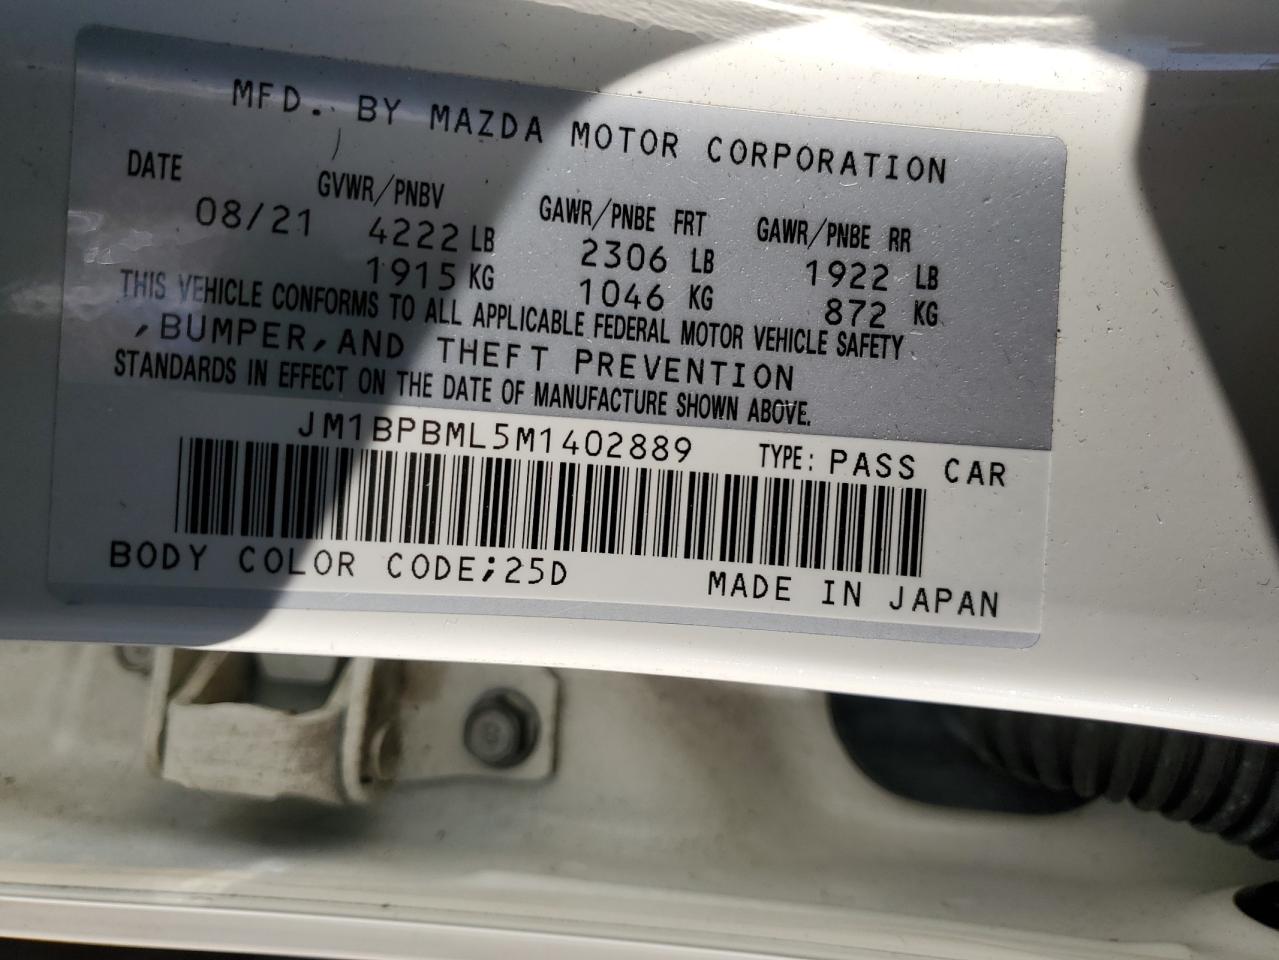 MFD. BY MAZDA MOTOR CORPORATION
DATE GVWR/PNBV GAWR/PNBE FRT GAWR/PNBE RR
08/21 4222 LB 2306 LB 1922 LB
1915 KG 1046 KG 872 KG
THIS VEHICLE CONFORMS TO ALL APPLICABLE FEDERAL MOTOR VEHICLE SAFETY
,BUMPER,AND THEFT PREVENTION
STANDARDS IN EFFECT ON THE DATE OF MANUFACTURE SHOWN ABOVE.
JM1BPBML5M1402889 TYPE: PASS CAR
BODY COLOR CODE;25D MADE IN JAPAN